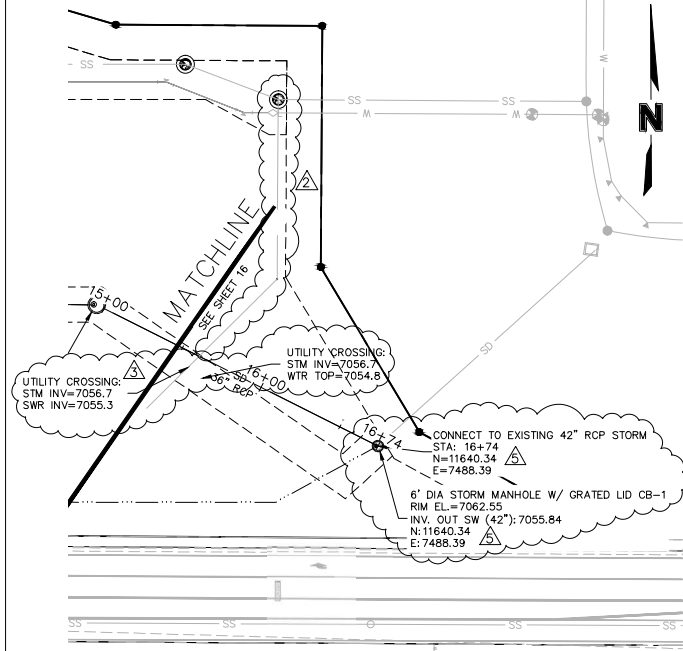 SS
SS
SS
W
W
W
N
2
MATCHLINE
SEE SHEET 16
15+00
SD
UTILITY CROSSING:
STM INV=7056.7
WTR TOP=7054.8
3
UTILITY CROSSING:
STM INV=7056.7
SWR INV=7055.3
16+00
SD
36" RCP
16+74
CONNECT TO EXISTING 42" RCP STORM
STA: 16+74
N=11640.34
5
E=7488.39
6' DIA STORM MANHOLE W/ GRATED LID CB-1
RIM EL.=7062.55
INV. OUT SW (42"): 7055.84
N: 11640.34
5
E: 7488.39
SS
SS
SS
SS